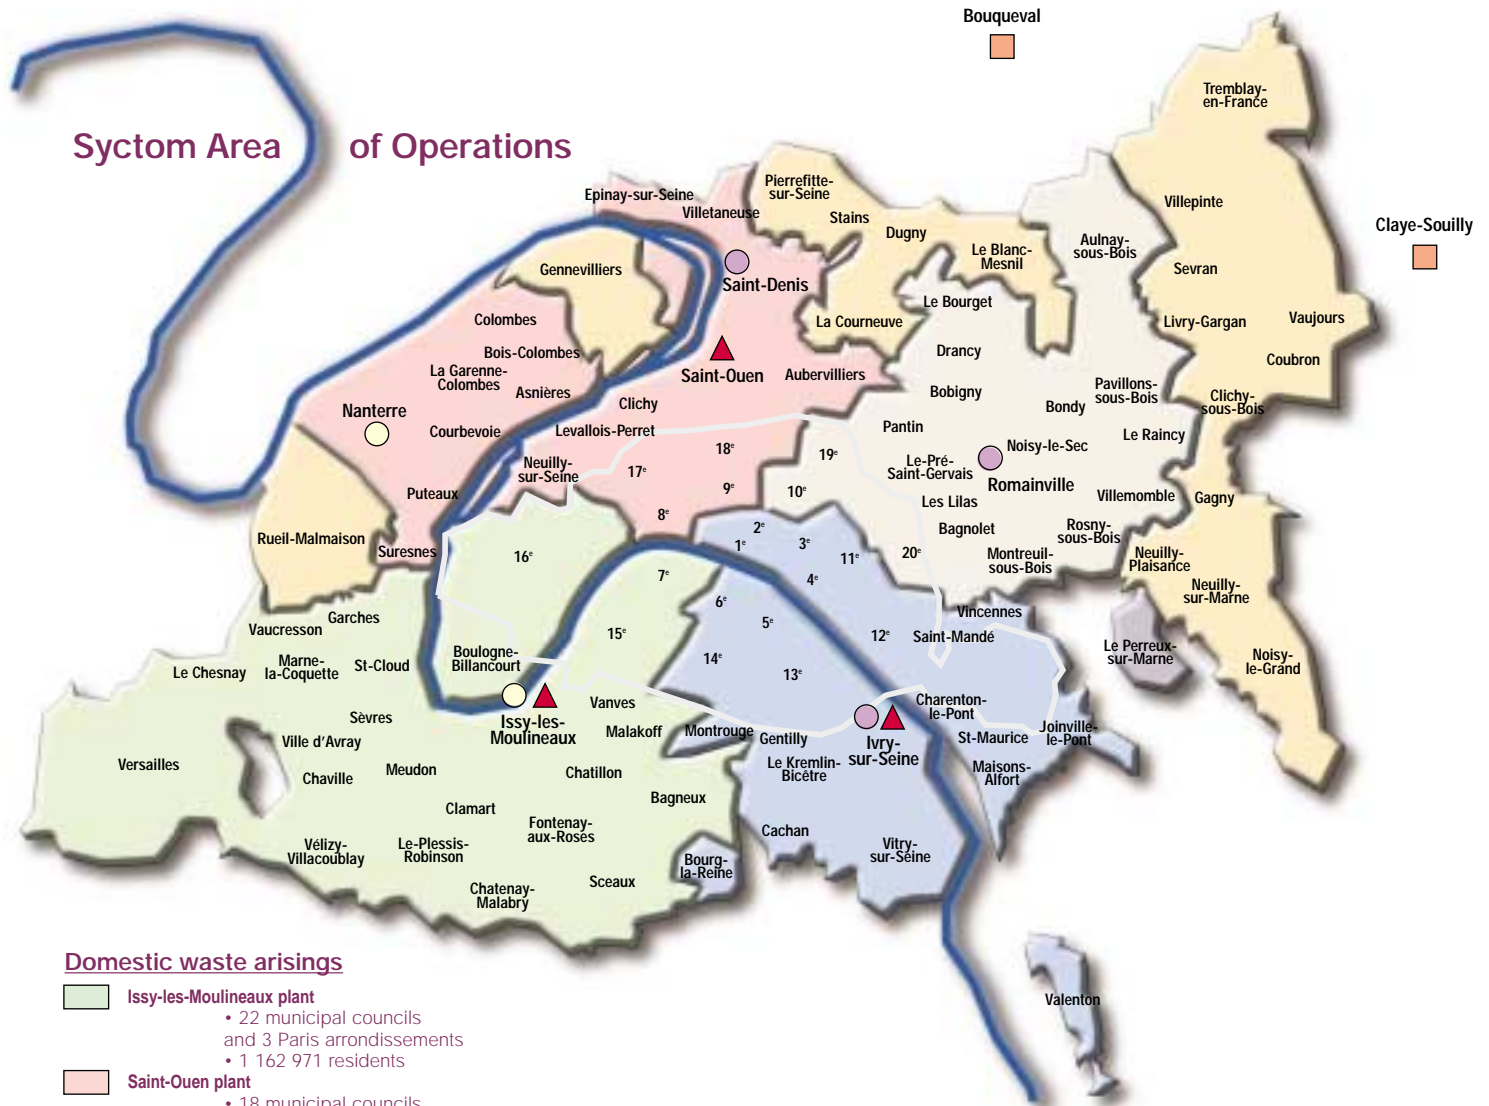 Bouqueval
Tremblay-
en-France
Syctom Area of Operations
Pierrefitte-
sur-Seine
Epinay-sur-Seine
Villetaneuse
Stains
Villepinte
Dugny
Claye-Souilly
Aulnay-
sous-Bois
Le Blanc-
Mesnil
Gennevilliers
Sevran
Saint-Denis
Le Bourget
Colombes
La Courneuve
Livry-Gargan
Vaujours
Bois-Colombes
Drancy
Coubron
La Garenne-
Colombes
Saint-Ouen
Aubervilliers
Asnières
Bobigny
Pavillons-
sous-Bois
Clichy-
sous-Bois
Nanterre
Clichy
Bondy
Courbevoie
Levallois-Perret
Pantin
Le Raincy
18e
Noisy-le-Sec
19e
Neuilly-
sur-Seine
17e
Le-Pré-
Saint-Gervais
Romainville
Puteaux
9e
10e
Les Lilas
Villemomble
Gagny
8e
Bagnolet
Rosny-
sous-Bois
2e
Rueil-Malmaison
Suresnes
16e
1e
3e
11e
20e
Montreuil-
sous-Bois
Neuilly-
Plaisance
7e
4e
Neuilly-
sur-Marne
6e
Garches
Vincennes
5e
Vaucresson
15e
12e
Saint-Mandé
Le Perreux-
sur-Marne
Boulogne-
Billancourt
14e
Noisy-
le-Grand
Le Chesnay
Marne-
la-Coquette
St-Cloud
13e
Vanves
Charenton-
le-Pont
Sèvres
Issy-les-
Moulineaux
Malakoff
Montrouge
Gentilly
Ivry-
sur-Seine
St-Maurice
Joinville-
le-Pont
Ville d'Avray
Versailles
Chaville
Meudon
Chatillon
Le Kremlin-
Bicêtre
Maisons-
Alfort
Clamart
Bagneux
Fontenay-
aux-Roses
Cachan
Vélizy-
Villacoublay
Le-Plessis-
Robinson
Vitry-
sur-Seine
Bourg-
la-Reine
Sceaux
Chatenay-
Malabry
Domestic waste arisings
Issy-les-Moulineaux plant
• 22 municipal councils
and 3 Paris arrondissements
• 1 162 971 residents
Valenton
Saint-Ouen plant
• 18 municipal councils